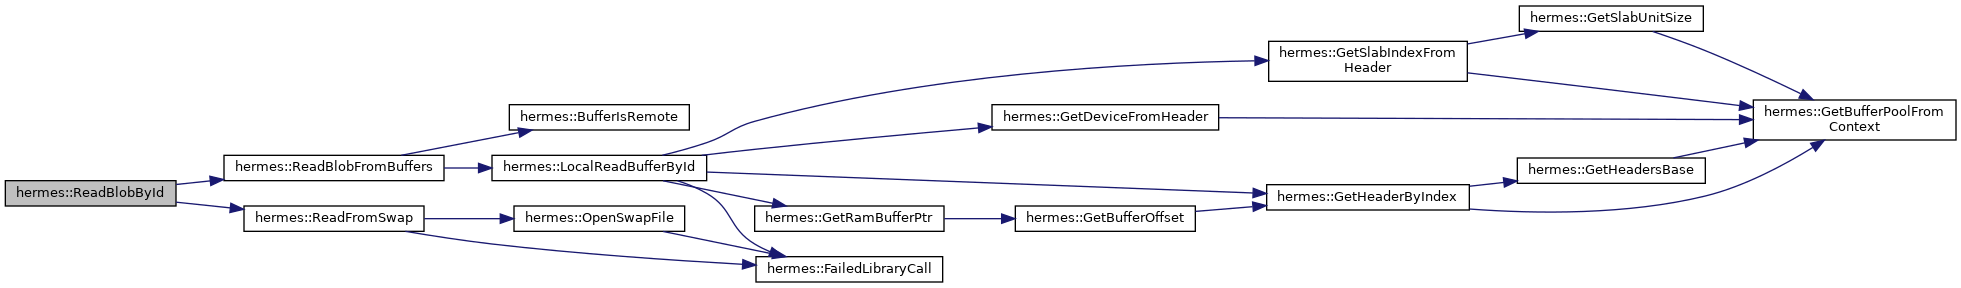 hermes::ReadBlobById
hermes::ReadBlobFromBuffers
hermes::ReadFromSwap
hermes::BufferIsRemote
hermes::LocalReadBufferById
hermes::OpenSwapFile
hermes::GetRamBufferPtr
hermes::FailedLibraryCall
hermes::GetDeviceFromHeader
hermes::GetBufferOffset
hermes::GetSlabIndexFrom
Header
hermes::GetHeaderByIndex
hermes::GetSlabUnitSize
hermes::GetHeadersBase
hermes::GetBufferPoolFrom
Context